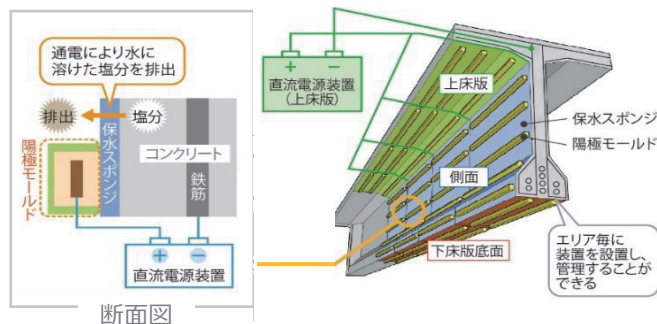 通電により水に
溶けた塩分を排出
排出
塩分
保水スポンジ
コンクリート
鉄筋
陽極モールド
+
−
直流電源装置
断面図
+
−
直流電源装置
(上床版)
上床版
保水スポンジ
陽極モールド
側面
下床版底面
エリア毎に
装置を設置し、
管理することが
できる